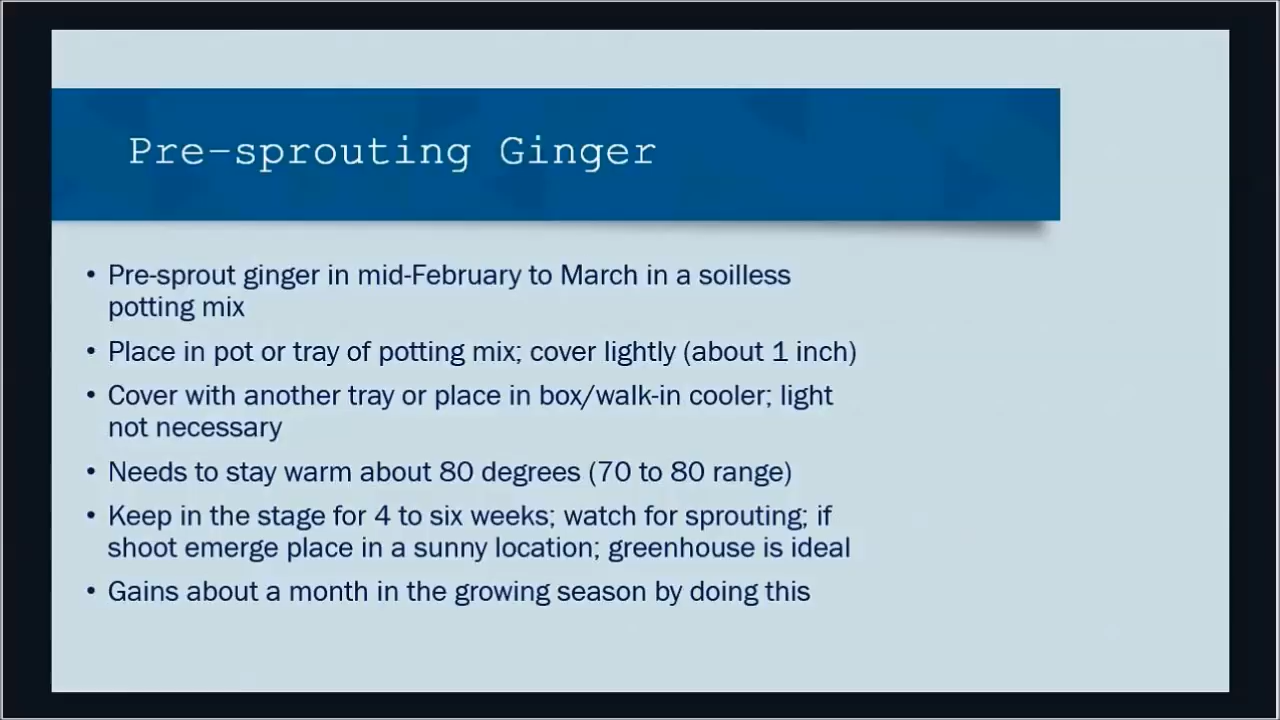 Pre-sprouting Ginger
• Pre-sprout ginger in mid-February to March in a soilless
potting mix
• Place in pot or tray of potting mix; cover lightly (about 1 inch)
• Cover with another tray or place in box/walk-in cooler; light
not necessary
• Needs to stay warm about 80 degrees (70 to 80 range)
• Keep in the stage for 4 to six weeks; watch for sprouting; if
shoot emerge place in a sunny location; greenhouse is ideal
• Gains about a month in the growing season by doing this